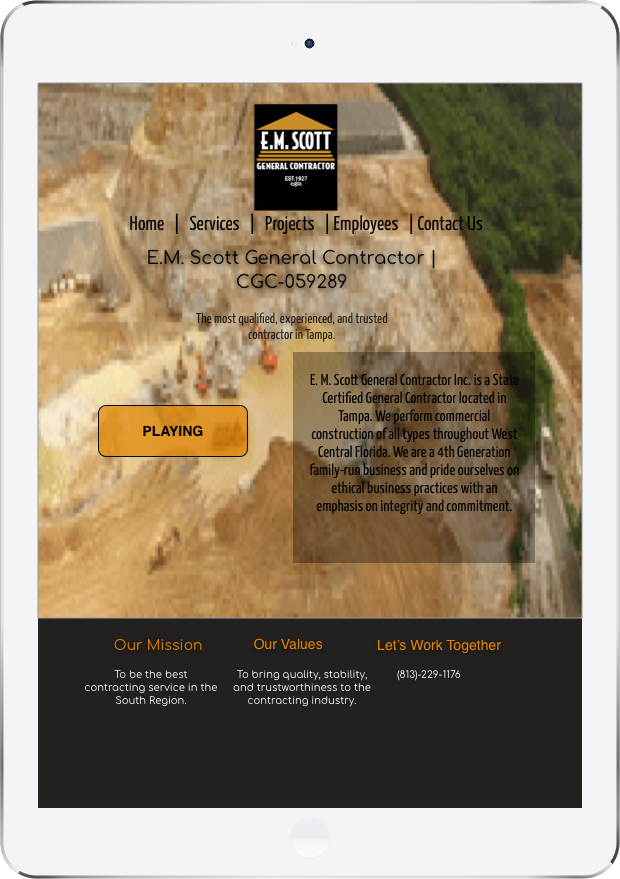 E.M. SCOTT
GENERAL CONTRACTOR
EST.1927
Home | Services | Projects | Employees | Contact Us
E.M. Scott General Contractor |
CGC-059289
The most qualified, experienced, and trusted
contractor in Tampa.
E. M. Scott General Contractor Inc. is a State
Certified General Contractor located in
Tampa. We perform commercial
construction of all types throughout West
Central Florida. We are a 4th Generation
family-run business and pride ourselves on
ethical business practices with an
emphasis on integrity and commitment.
PLAYING
Our Mission
To be the best
contracting service in the
South Region.
Our Values
To bring quality, stability,
and trustworthiness to the
contracting industry.
Let's Work Together
(813)-229-1176